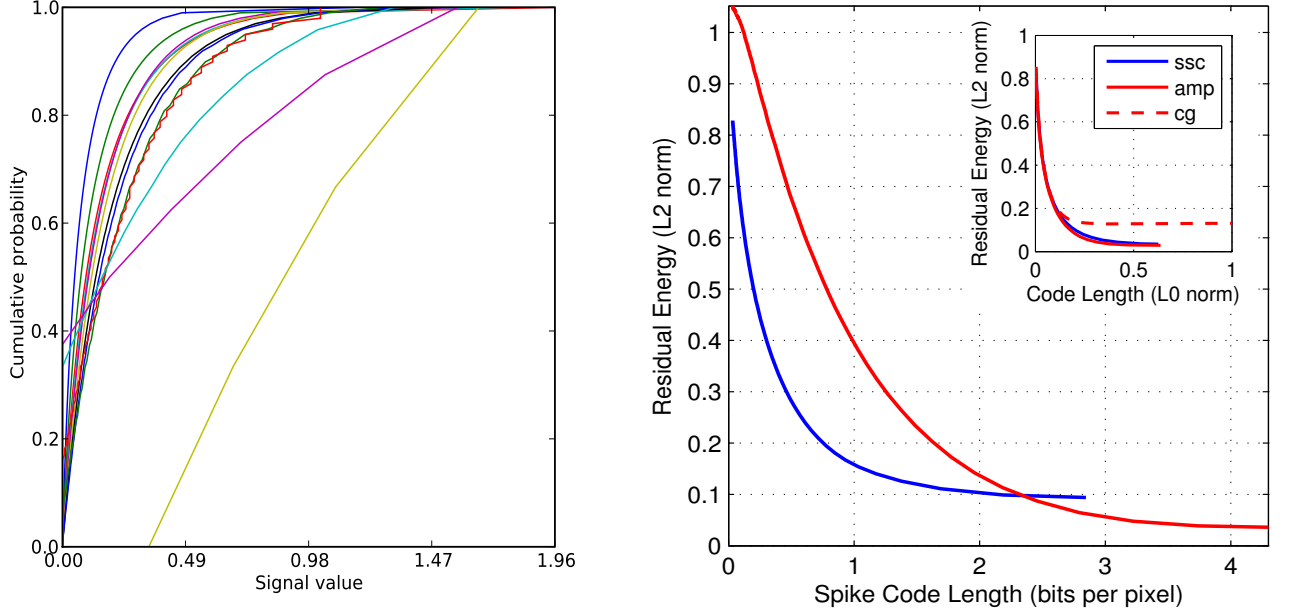 1.0
0.8
0.6
0.4
0.2
0.0
Cumulative probability
0.00 0.49 0.98 1.47 1.96
Signal value
1
0.9
0.8
0.7
0.6
0.5
0.4
0.3
0.2
0.1
0
Residual Energy (L2 norm)
0 1 2 3 4
Spike Code Length (bits per pixel)
1
0.8
0.6
0.4
0.2
0
Residual Energy (L2 norm)
ssc
amp
cg
0 0.5 1
Code Length (L0 norm)